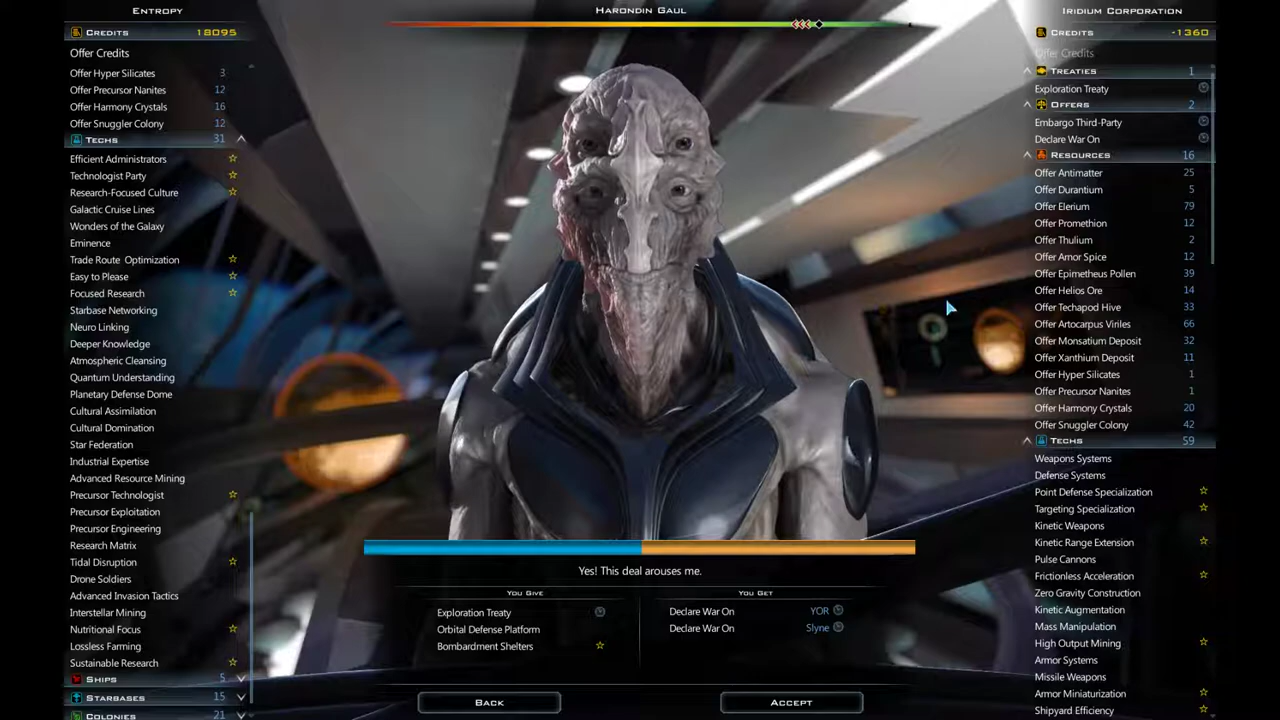 Entropy
Credits 18095
Offer Credits
Offer Hyper Silicates 3
Offer Precursor Nanites 12
Offer Harmony Crystals 16
Offer Snuggler Colony 12
Techs 31
Efficient Administrators
Technologist Party
Research-Focused Culture
Galactic Cruise Lines
Wonders of the Galaxy
Eminence
Trade Route Optimization
Easy to Please
Focused Research
Starbase Networking
Neuro Linking
Deeper Knowledge
Atmospheric Cleansing
Quantum Understanding
Planetary Defense Dome
Cultural Assimilation
Cultural Domination
Star Federation
Industrial Expertise
Advanced Resource Mining
Precursor Technologist
Precursor Exploitation
Precursor Engineering
Research Matrix
Tidal Disruption
Drone Soldiers
Advanced Invasion Tactics
Interstellar Mining
Nutritional Focus
Lossless Farming
Sustainable Research
Ships 5
Starbases 15
Colonies 21
Harondin Gaul
Yes! This deal arouses me.
You Give
Exploration Treaty
Orbital Defense Platform
Bombardment Shelters
You Get
Declare War On YOR
Declare War On Slyne
Back
Accept
Iridium Corporation
Credits -1360
Offer Credits
Treaties 1
Exploration Treaty
Offers 2
Embargo Third-Party
Declare War On
Resources 16
Offer Antimatter 25
Offer Durantium 5
Offer Elerium 79
Offer Promethion 12
Offer Thulium 2
Offer Arnor Spice 12
Offer Epimetheus Pollen 39
Offer Helios Ore 14
Offer Techapod Hive 33
Offer Artocarpus Viriles 66
Offer Monsatium Deposit 32
Offer Xanthium Deposit 11
Offer Hyper Silicates 1
Offer Precursor Nanites 1
Offer Harmony Crystals 20
Offer Snuggler Colony 42
Techs 59
Weapons Systems
Defense Systems
Point Defense Specialization
Targeting Specialization
Kinetic Weapons
Kinetic Range Extension
Pulse Cannons
Frictionless Acceleration
Zero Gravity Construction
Kinetic Augmentation
Mass Manipulation
High Output Mining
Armor Systems
Missile Weapons
Armor Miniaturization
Shipyard Efficiency